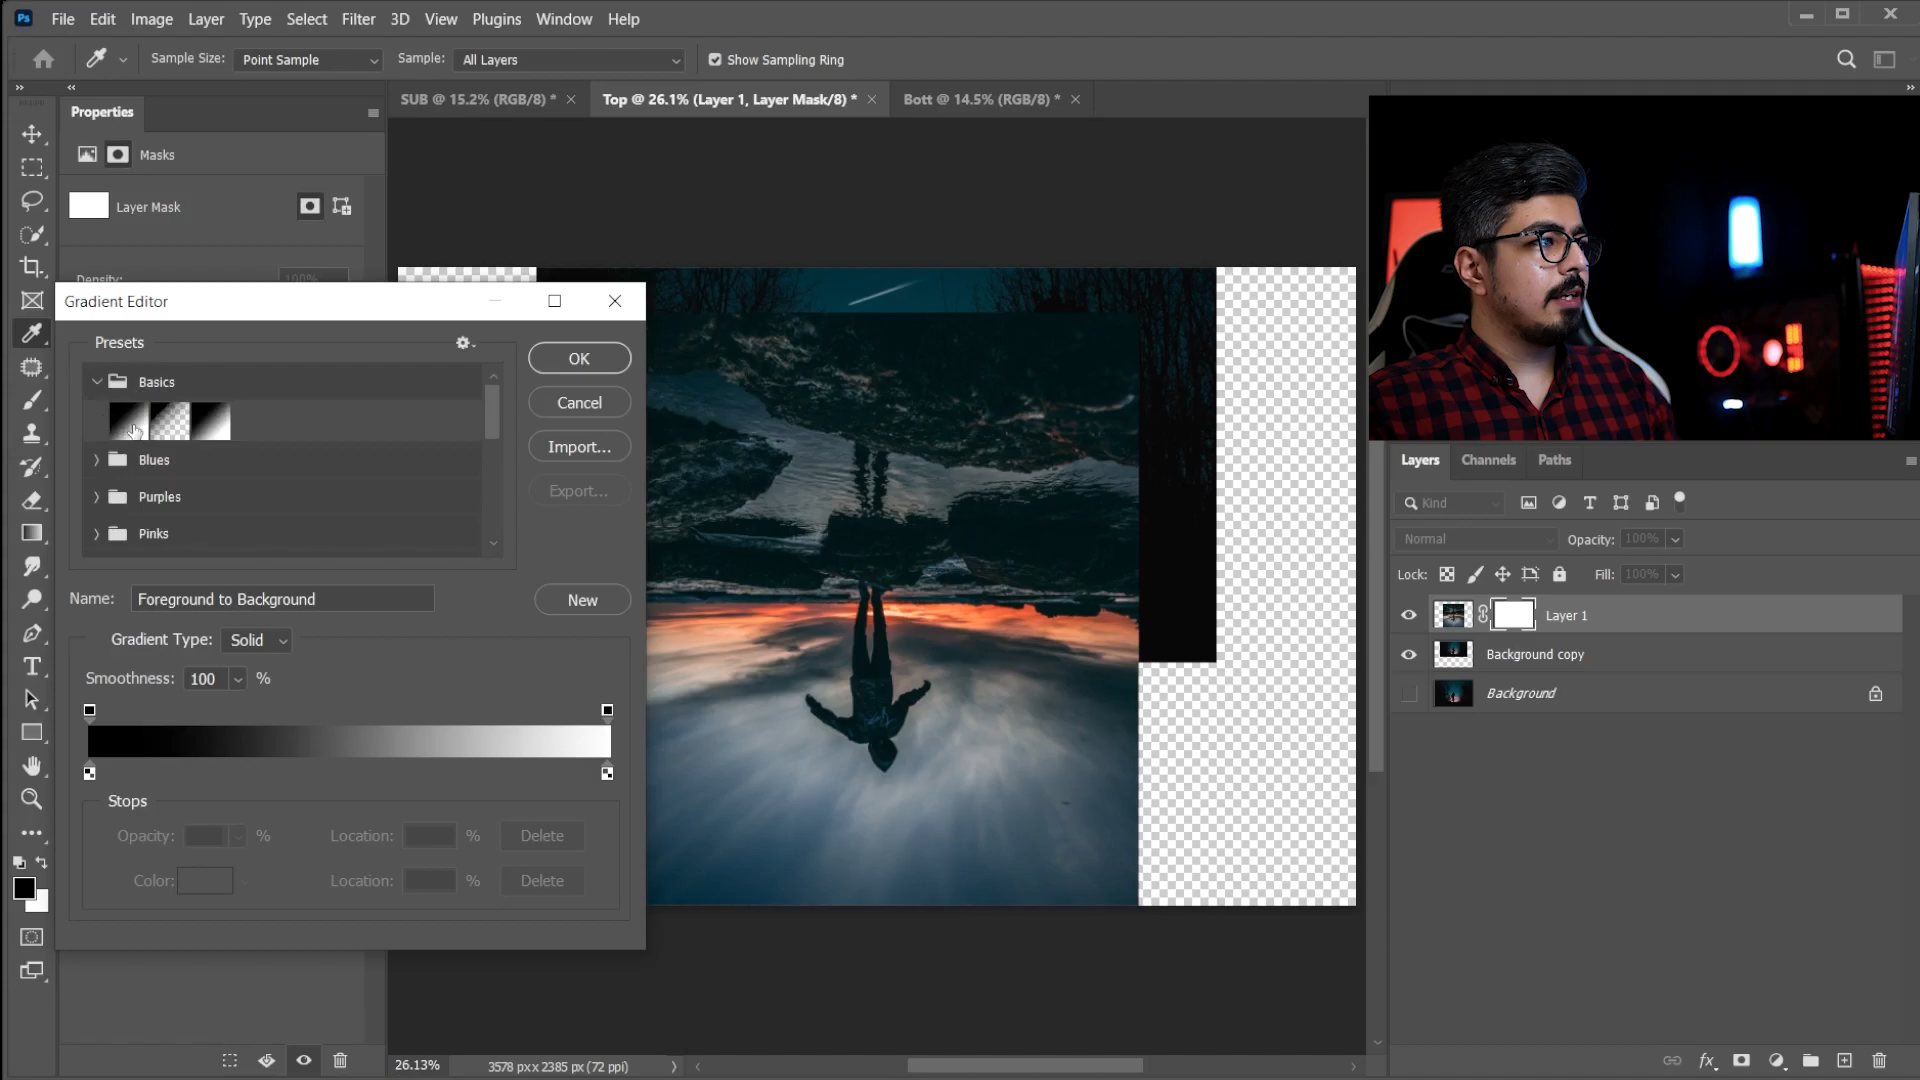 Ps File Edit Image Layer Type Select Filter 3D View Plugins Window Help
Sample Size: Point Sample Sample: All Layers Show Sampling Ring
SUB @ 15.2% (RGB/8) * Top @ 26.1% (Layer 1, Layer Mask/8) * Bott @ 14.5% (RGB/8) *
Properties
Masks
Layer Mask
Density: 100%
Gradient Editor
Presets
Basics
Blues
Purples
Pinks
OK
Cancel
Import...
Export...
Name: Foreground to Background New
Gradient Type: Solid
Smoothness: 100 %
Stops
Opacity: % Location: % Delete
Color: Location: % Delete
26.13% 3578 px x 2385 px (72 ppi)
Layers Channels Paths
Kind
Normal Opacity: 100%
Lock: Fill: 100%
Layer 1
Background copy
Background
fx